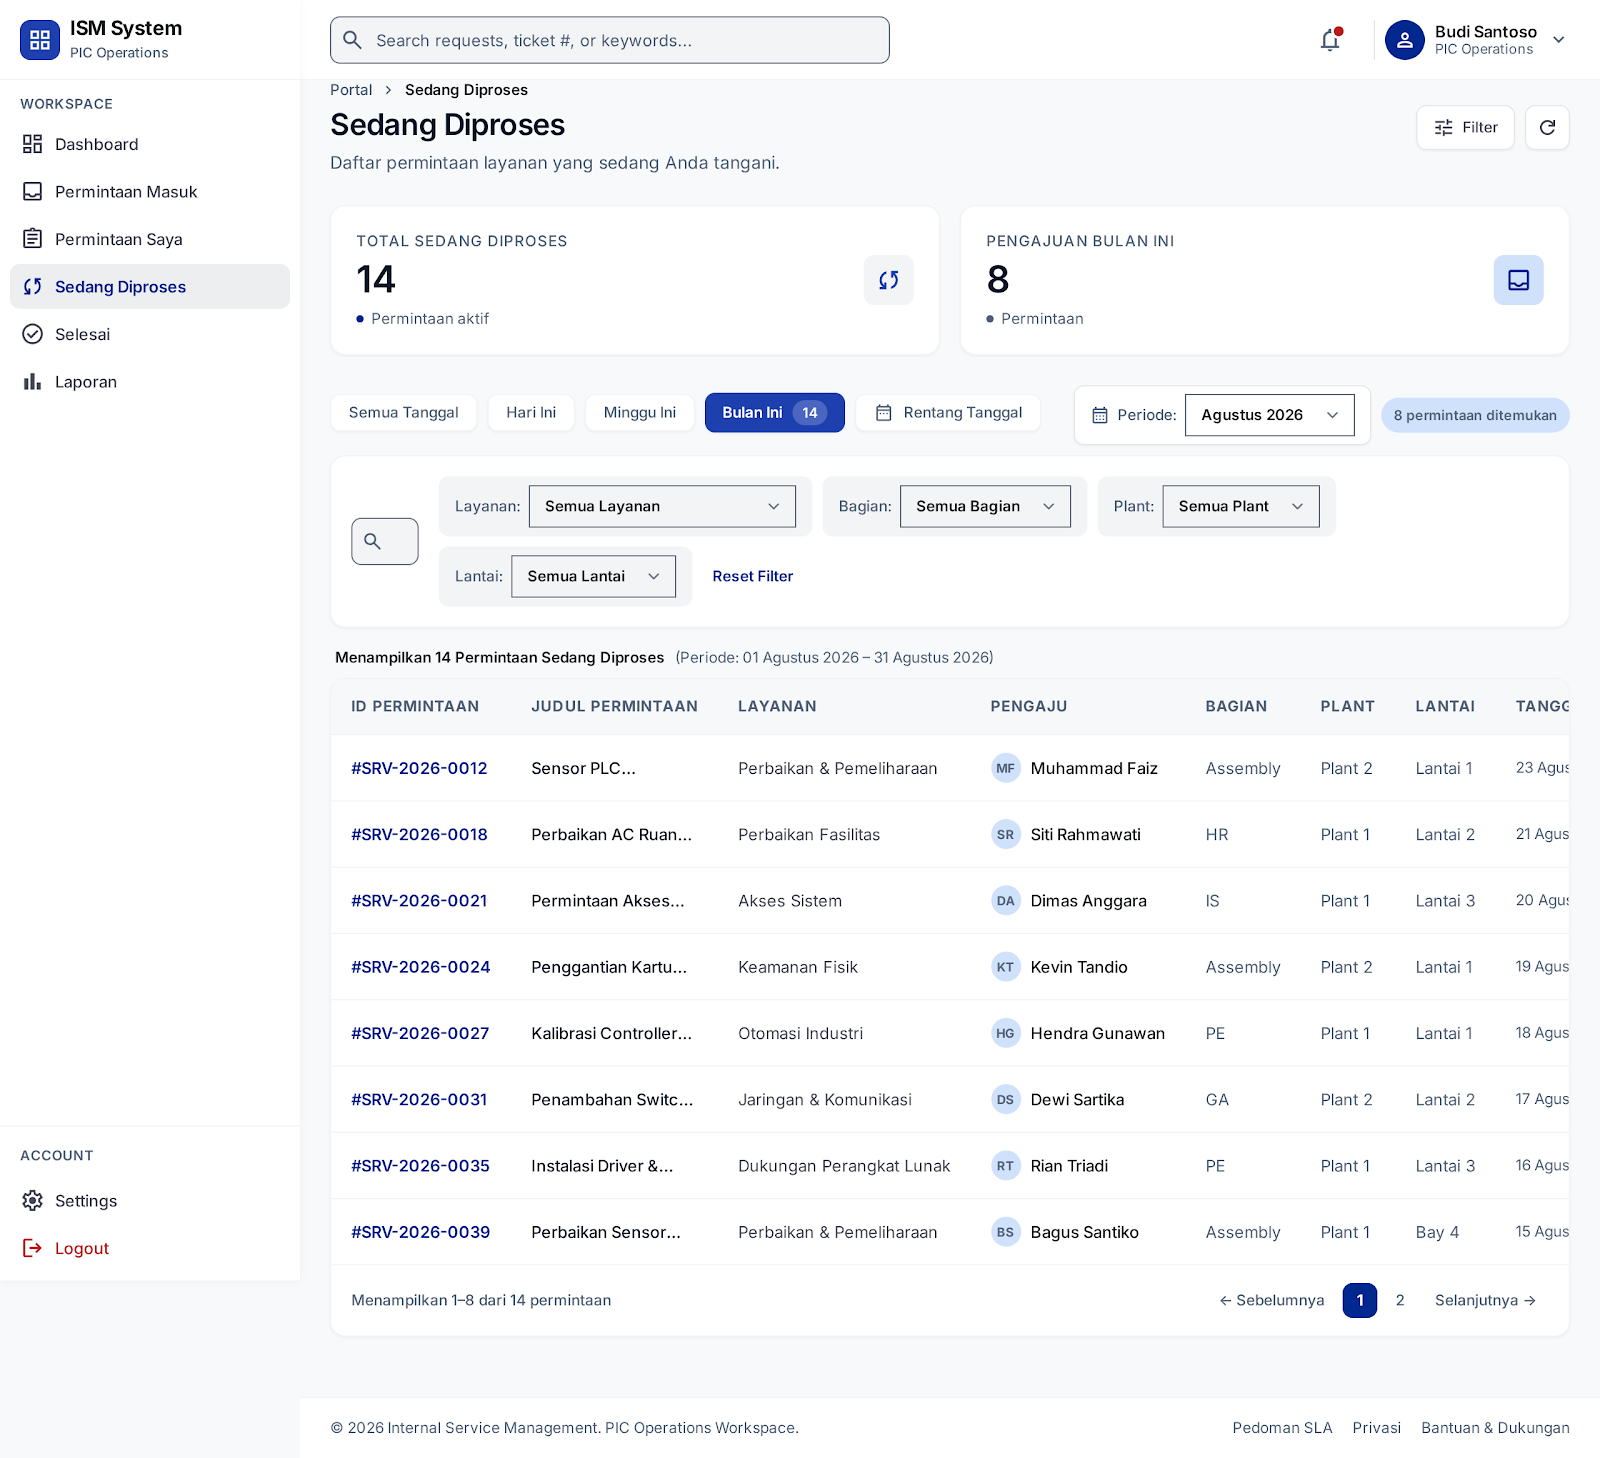 ISM System
PIC Operations
Search requests, ticket #, or keywords...
Budi Santoso
PIC Operations
WORKSPACE
Dashboard
Permintaan Masuk
Permintaan Saya
Sedang Diproses
Selesai
Laporan
ACCOUNT
Settings
Logout
Portal > Sedang Diproses
Sedang Diproses
Daftar permintaan layanan yang sedang Anda tangani.
Filter
TOTAL SEDANG DIPROSES
14
Permintaan aktif
PENGAJUAN BULAN INI
8
Permintaan
Semua Tanggal Hari Ini Minggu Ini Bulan Ini 14 Rentang Tanggal Periode: Agustus 2026 8 permintaan ditemukan
Layanan: Semua Layanan Bagian: Semua Bagian Plant: Semua Plant
Lantai: Semua Lantai Reset Filter
Menampilkan 14 Permintaan Sedang Diproses (Periode: 01 Agustus 2026 – 31 Agustus 2026)
ID PERMINTAAN JUDUL PERMINTAAN LAYANAN PENGAJU BAGIAN PLANT LANTAI TANGG
#SRV-2026-0012 Sensor PLC... Perbaikan & Pemeliharaan MF Muhammad Faiz Assembly Plant 2 Lantai 1 23 Agus
#SRV-2026-0018 Perbaikan AC Ruan... Perbaikan Fasilitas SR Siti Rahmawati HR Plant 1 Lantai 2 21 Agus
#SRV-2026-0021 Permintaan Akses... Akses Sistem DA Dimas Anggara IS Plant 1 Lantai 3 20 Agus
#SRV-2026-0024 Penggantian Kartu... Keamanan Fisik KT Kevin Tandio Assembly Plant 2 Lantai 1 19 Agus
#SRV-2026-0027 Kalibrasi Controller... Otomasi Industri HG Hendra Gunawan PE Plant 1 Lantai 1 18 Agus
#SRV-2026-0031 Penambahan Switc... Jaringan & Komunikasi DS Dewi Sartika GA Plant 2 Lantai 2 17 Agus
#SRV-2026-0035 Instalasi Driver &... Dukungan Perangkat Lunak RT Rian Triadi PE Plant 1 Lantai 3 16 Agus
#SRV-2026-0039 Perbaikan Sensor... Perbaikan & Pemeliharaan BS Bagus Santiko Assembly Plant 1 Bay 4 15 Agus
Menampilkan 1–8 dari 14 permintaan ← Sebelumnya 1 2 Selanjutnya →
© 2026 Internal Service Management. PIC Operations Workspace. Pedoman SLA Privasi Bantuan & Dukungan